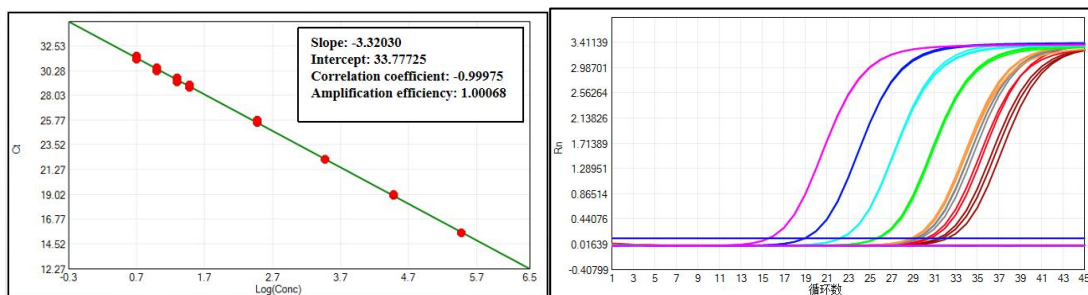 Slope: -3.32030
Intercept: 33.77725
Correlation coefficient: -0.99975
Amplification efficiency: 1.00068
32.53
30.28
28.03
25.77
23.52
21.27
19.02
16.77
14.52
12.27
Ct
-0.3 0.7 1.7 2.7 3.7 4.7 5.7 6.5
Log(Conc)
3.41139
2.98701
2.56264
2.13826
1.71389
1.28951
0.86514
0.44076
0.01639
-0.40799
Rn
1 3 5 7 9 11 13 15 17 19 21 23 25 27 29 31 33 35 37 39 41 43 45
循环数